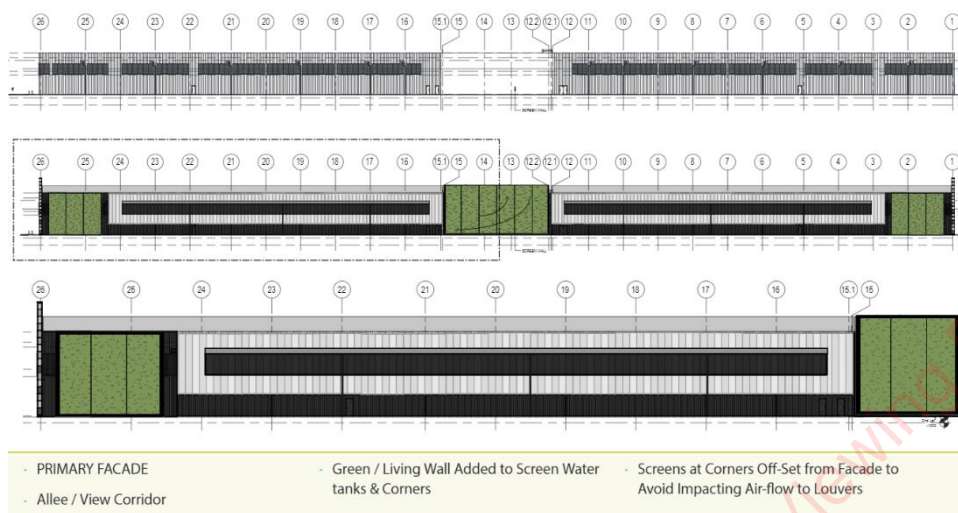 26 25 24 23 22 21 20 19 18 17 16 15.1 15 14 13 12.2 12.1 12 11 10 9 8 7 6 5 4 3 2 1
SCREEN WALL
26 25 24 23 22 21 20 19 18 17 16 15.1 15 14 13 12.2 12.1 12 11 10 9 8 7 6 5 4 3 2 1
SCREEN WALL
26 25 24 23 22 21 20 19 18 17 16 15.1 15
- PRIMARY FACADE
- Allee / View Corridor
- Green / Living Wall Added to Screen Water
tanks & Corners
- Screens at Corners Off-Set from Facade to
Avoid Impacting Air-flow to Louvers
Viewing